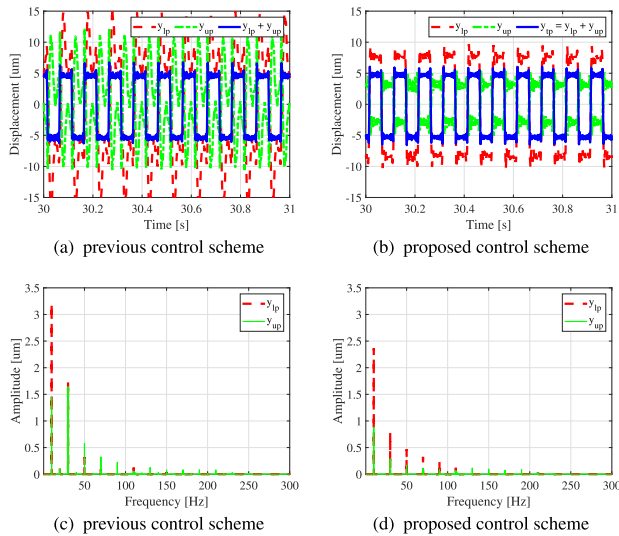 y_lp y_up y_lp + y_up
15
10
5
0
-5
-10
-15
Displacement [um]
30 30.2 30.4 30.6 30.8 31
Time [s]
(a) previous control scheme
y_lp y_up y_tp = y_lp + y_up
15
10
5
0
-5
-10
-15
Displacement [um]
30 30.2 30.4 30.6 30.8 31
Time [s]
(b) proposed control scheme
y_lp
y_up
3.5
3
2.5
2
1.5
1
0.5
0
Amplitude [um]
50 100 150 200 250 300
Frequency [Hz]
(c) previous control scheme
y_lp
y_up
3.5
3
2.5
2
1.5
1
0.5
0
Amplitude [um]
50 100 150 200 250 300
Frequency [Hz]
(d) proposed control scheme